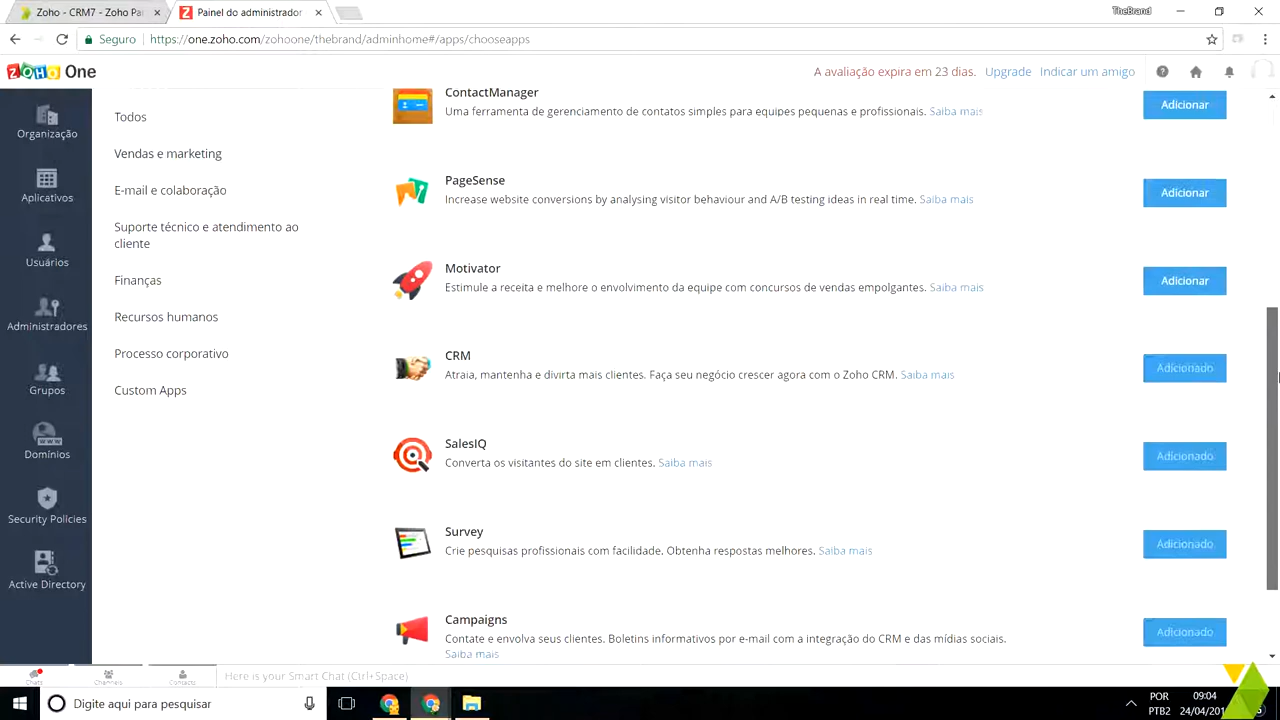 Zoho - CRM7 - Zoho Pa
Painel do administrador
TheBrand
Seguro
https://one.zoho.com/zohoone/thebrand/adminhome#/apps/chooseapps
ZOHO One
A avaliação expira em 23 dias. Upgrade Indicar um amigo
Organização
Aplicativos
Usuários
Administradores
Grupos
Domínios
Security Policies
Active Directory
Todos
Vendas e marketing
E-mail e colaboração
Suporte técnico e atendimento ao
cliente
Finanças
Recursos humanos
Processo corporativo
Custom Apps
ContactManager
Uma ferramenta de gerenciamento de contatos simples para equipes pequenas e profissionais. Saiba mais
Adicionar
PageSense
Increase website conversions by analysing visitor behaviour and A/B testing ideas in real time. Saiba mais
Adicionar
Motivator
Estimule a receita e melhore o envolvimento da equipe com concursos de vendas empolgantes. Saiba mais
Adicionar
CRM
Atraia, mantenha e divirta mais clientes. Faça seu negócio crescer agora com o Zoho CRM. Saiba mais
Adicionado
SalesIQ
Converta os visitantes do site em clientes. Saiba mais
Adicionado
Survey
Crie pesquisas profissionais com facilidade. Obtenha respostas melhores. Saiba mais
Adicionado
Campaigns
Contate e envolva seus clientes. Boletins informativos por e-mail com a integração do CRM e das mídias sociais.
Saiba mais
Adicionado
Chats
Channels
Contacts
Here is your Smart Chat (Ctrl+Space)
Digite aqui para pesquisar
POR
PTB2
09:04